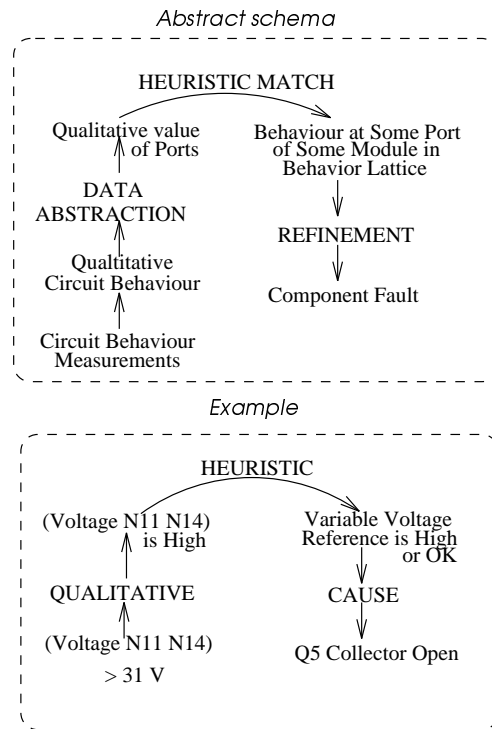 Abstract schema
HEURISTIC MATCH
Qualitative value
of Ports
DATA
ABSTRACTION
Qualtitative
Circuit Behaviour
Circuit Behaviour
Measurements
Behaviour at Some Port
of Some Module in
Behavior Lattice
REFINEMENT
Component Fault
Example
HEURISTIC
(Voltage N11 N14)
is High
QUALITATIVE
(Voltage N11 N14)
> 31 V
Variable Voltage
Reference is High
or OK
CAUSE
Q5 Collector Open